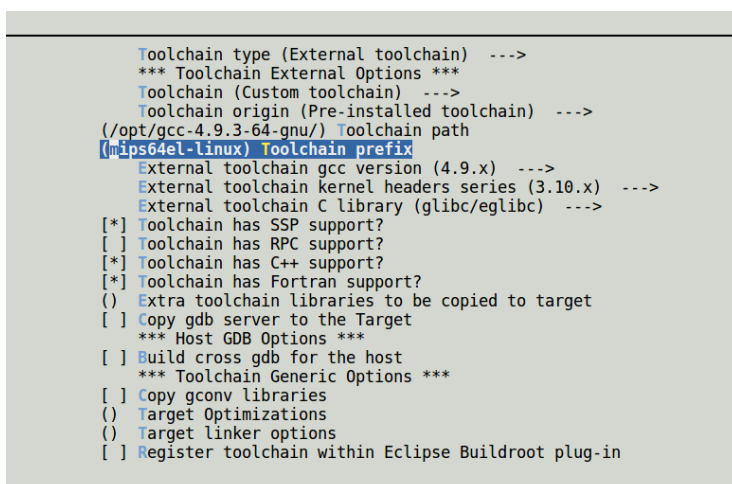 Toolchain type (External toolchain)  --->
*** Toolchain External Options ***
Toolchain (Custom toolchain)  --->
Toolchain origin (Pre-installed toolchain)  --->
(/opt/gcc-4.9.3-64-gnu/) Toolchain path
(mips64el-linux) Toolchain prefix
External toolchain gcc version (4.9.x)  --->
External toolchain kernel headers series (3.10.x)  --->
External toolchain C library (glibc/eglibc)  --->
[*] Toolchain has SSP support?
[ ] Toolchain has RPC support?
[*] Toolchain has C++ support?
[*] Toolchain has Fortran support?
()  Extra toolchain libraries to be copied to target
[ ] Copy gdb server to the Target
*** Host GDB Options ***
[ ] Build cross gdb for the host
*** Toolchain Generic Options ***
[ ] Copy gconv libraries
()  Target Optimizations
()  Target linker options
[ ] Register toolchain within Eclipse Buildroot plug-in